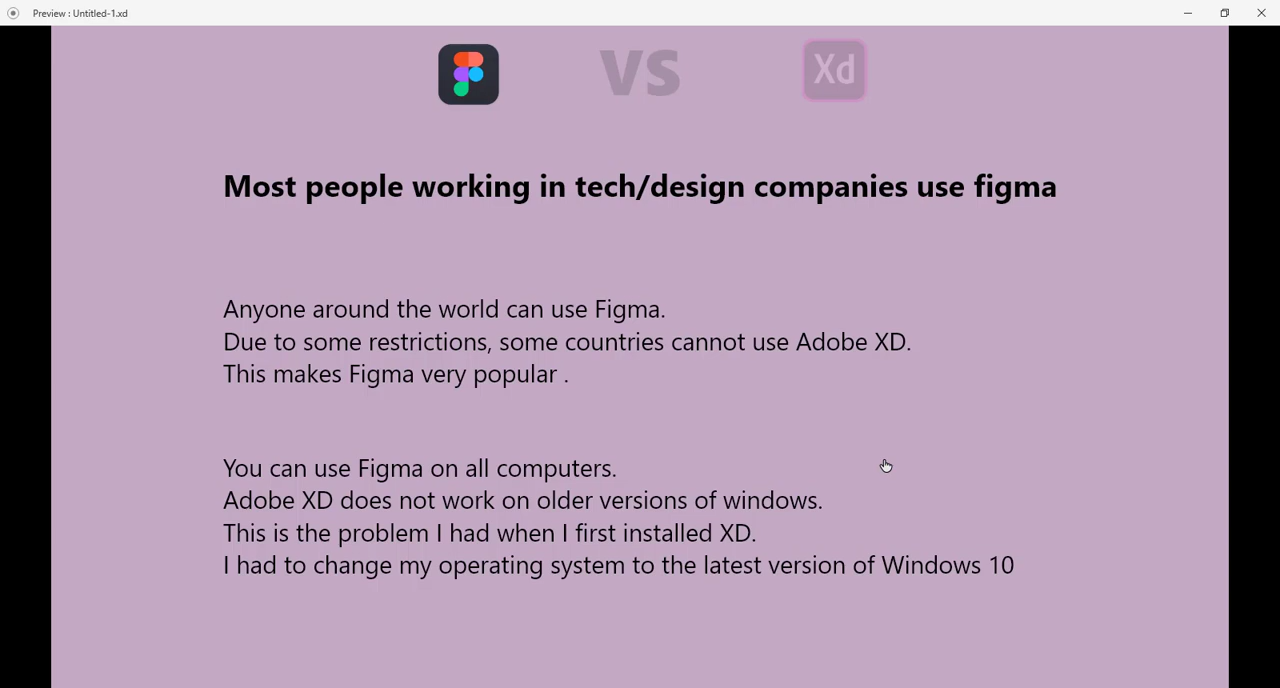 Preview : Untitled-1.xd
VS
Xd
Most people working in tech/design companies use figma
Anyone around the world can use Figma.
Due to some restrictions, some countries cannot use Adobe XD.
This makes Figma very popular .
You can use Figma on all computers.
Adobe XD does not work on older versions of windows.
This is the problem I had when I first installed XD.
I had to change my operating system to the latest version of Windows 10